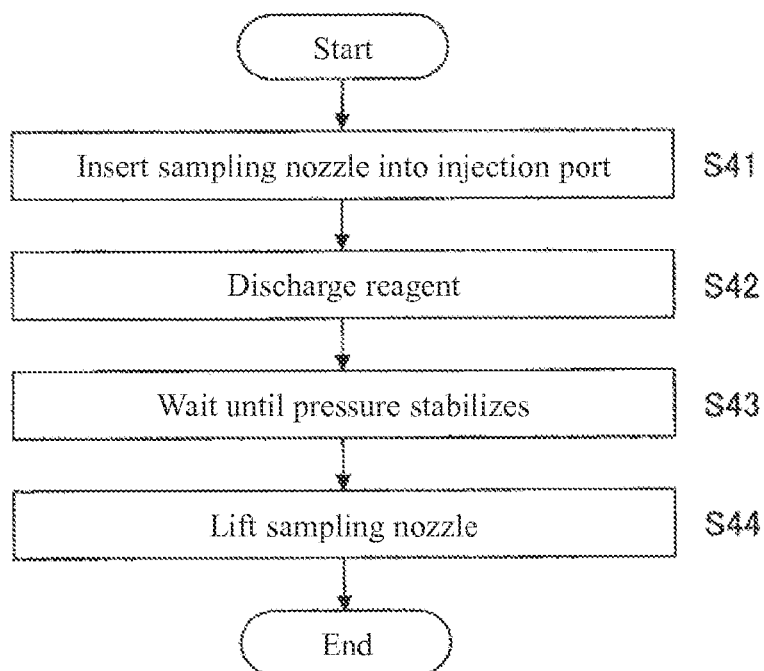 Start
Insert sampling nozzle into injection port S41
Discharge reagent S42
Wait until pressure stabilizes S43
Lift sampling nozzle S44
End